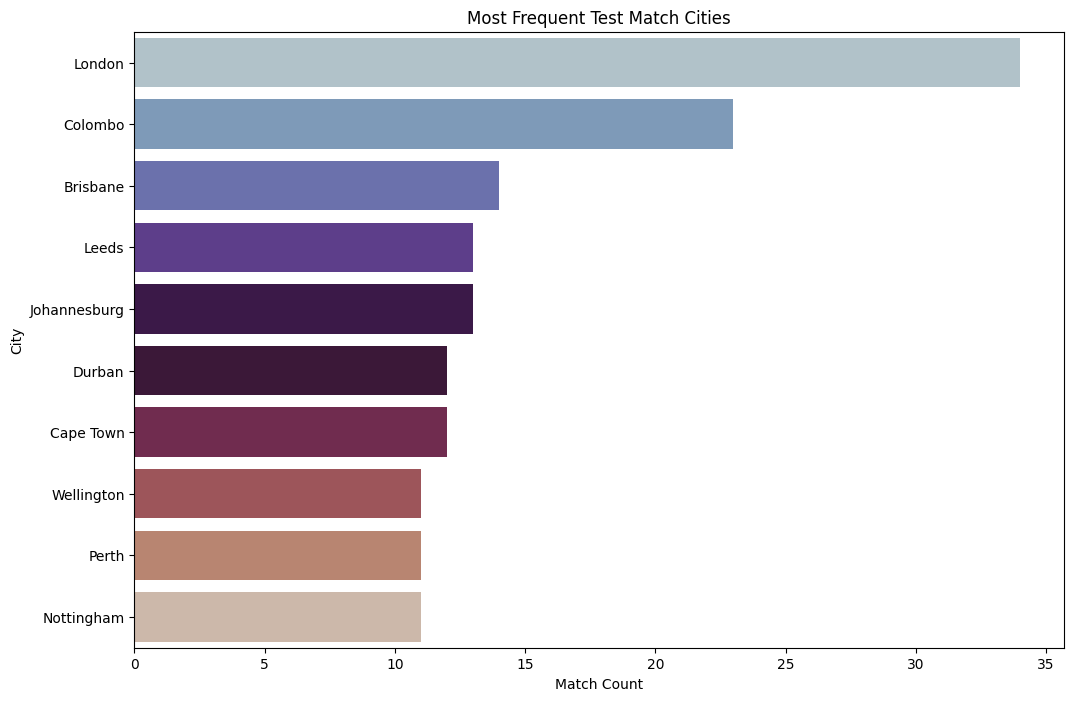 Most Frequent Test Match Cities
City
London
Colombo
Brisbane
Leeds
Johannesburg
Durban
Cape Town
Wellington
Perth
Nottingham
0 5 10 15 20 25 30 35
Match Count